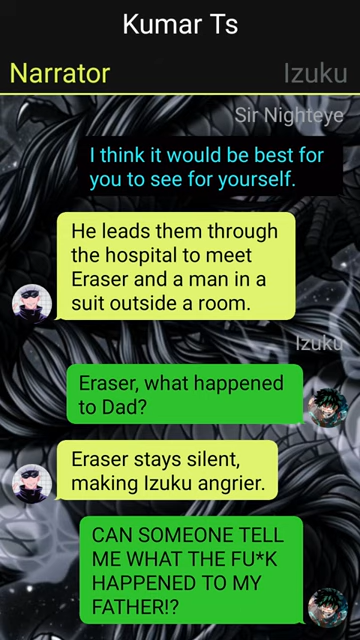 Kumar Ts
Narrator
Izuku
Sir Nighteye
I think it would be best for
you to see for yourself.
He leads them through
the hospital to meet
Eraser and a man in a
suit outside a room.
Izuku
Eraser, what happened
to Dad?
Eraser stays silent,
making Izuku angrier.
CAN SOMEONE TELL
ME WHAT THE FU*K
HAPPENED TO MY
FATHER!?